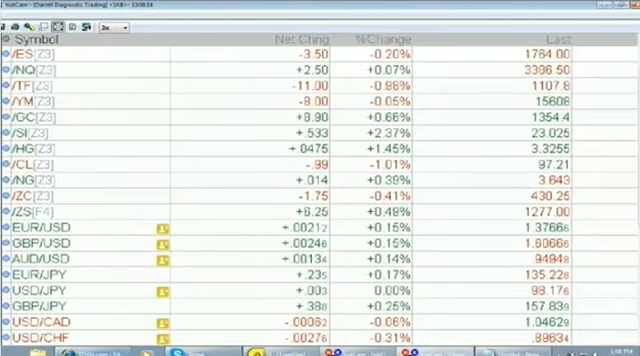 NotCam - [Darrell Diagnostic Trading]
Symbol Net Chng %Change Last
/ES[Z3] -3.50 -0.20% 1764.00
/NQ[Z3] +2.50 +0.07% 3386.50
/TF[Z3] -11.00 -0.98% 1107.8
/YM[Z3] -8.00 -0.05% 15608
/GC[Z3] +8.90 +0.66% 1354.4
/SI[Z3] +.533 +2.37% 23.025
/HG[Z3] +.0475 +1.45% 3.3255
/CL[Z3] -.99 -1.01% 97.21
/NG[Z3] +.014 +0.39% 3.643
/ZC[Z3] -1.75 -0.41% 430.25
/ZS[F4] +6.25 +0.49% 1277.00
EUR/USD +.00212 +0.15% 1.37666
GBP/USD +.00246 +0.15% 1.60666
AUD/USD +.00134 +0.14% .94948
EUR/JPY +.235 +0.17% 135.228
USD/JPY +.003 0.00% 98.176
GBP/JPY +.388 +0.25% 157.839
USD/CAD -.00062 -0.06% 1.04629
USD/CHF -.00276 -0.31% .89634